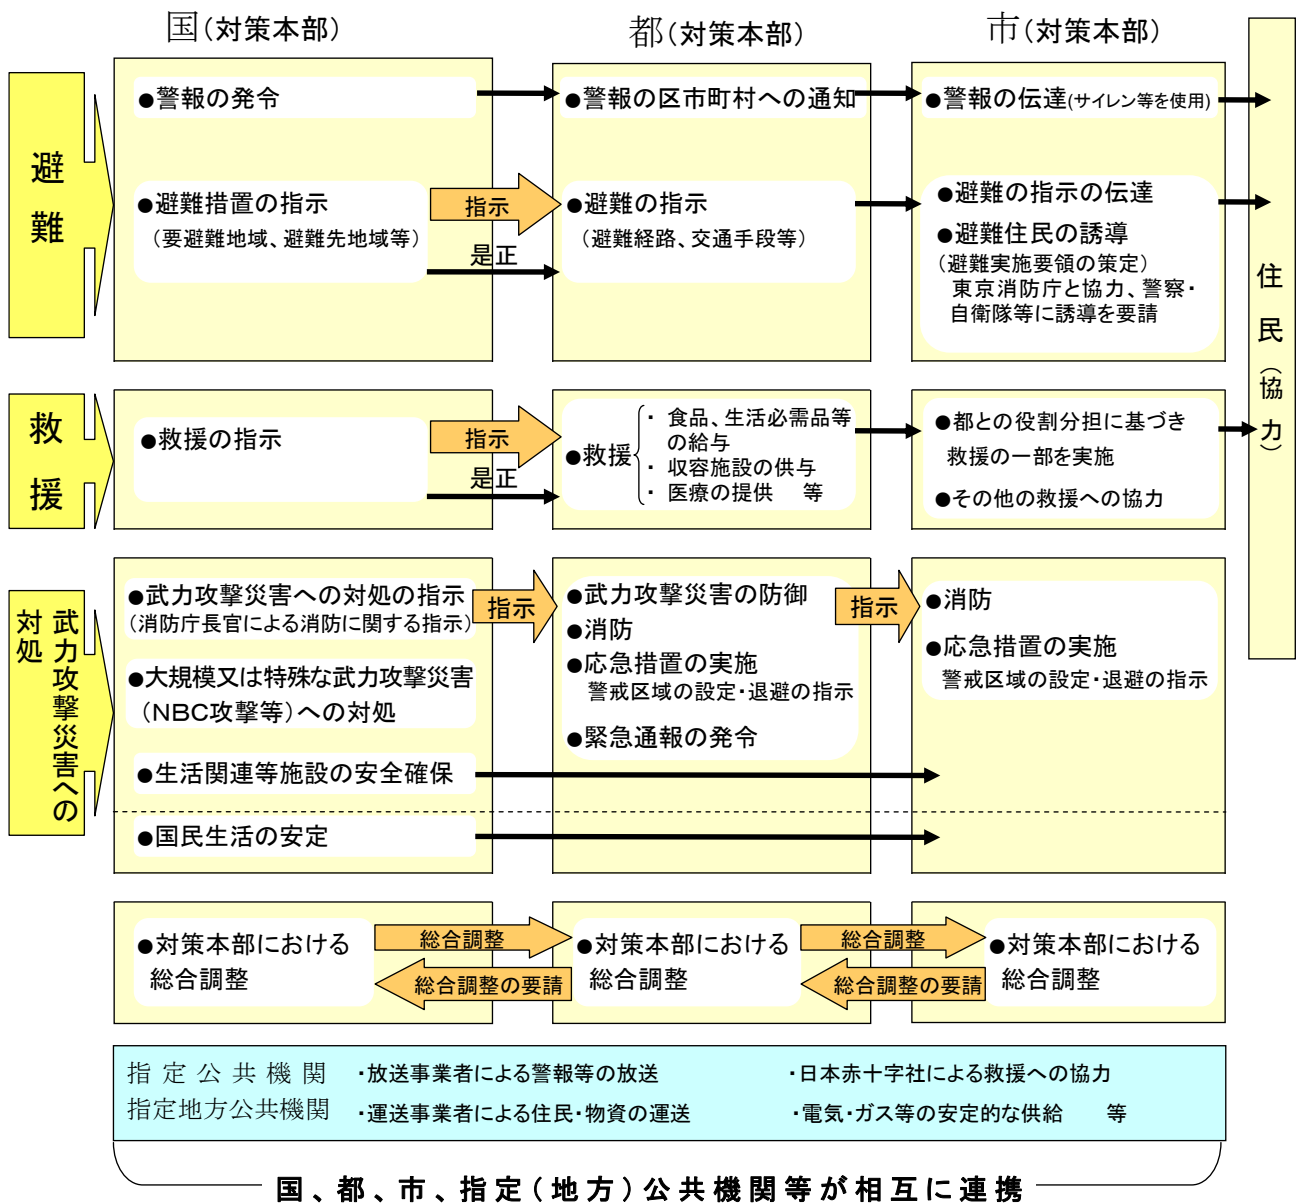 国(対策本部)
都(対策本部)
市(対策本部)
避難
●警報の発令
●警報の区市町村への通知
●警報の伝達(サイレン等を使用)
●避難措置の指示
(要避難地域、避難先地域等)
指示
是正
●避難の指示
(避難経路、交通手段等)
●避難の指示の伝達
●避難住民の誘導
(避難実施要領の策定)
東京消防庁と協力、警察・
自衛隊等に誘導を要請
住民(協力)
救援
●救援の指示
指示
是正
●救援
・ 食品、生活必需品等
の給与
・ 収容施設の供与
・ 医療の提供 等
●都との役割分担に基づき
救援の一部を実施
●その他の救援への協力
武力攻撃災害への
対処
●武力攻撃災害への対処の指示
(消防庁長官による消防に関する指示)
●大規模又は特殊な武力攻撃災害
(NBC攻撃等)への対処
●生活関連等施設の安全確保
●国民生活の安定
指示
●武力攻撃災害の防御
●消防
●応急措置の実施
警戒区域の設定・退避の指示
●緊急通報の発令
指示
●消防
●応急措置の実施
警戒区域の設定・退避の指示
●対策本部における
総合調整
総合調整
総合調整の要請
●対策本部における
総合調整
総合調整
総合調整の要請
●対策本部における
総合調整
指定公共機関
指定地方公共機関
・放送事業者による警報等の放送
・日本赤十字社による救援への協力
・運送事業者による住民・物資の運送
・電気・ガス等の安定的な供給 等
国、都、市、指定(地方)公共機関等が相互に連携